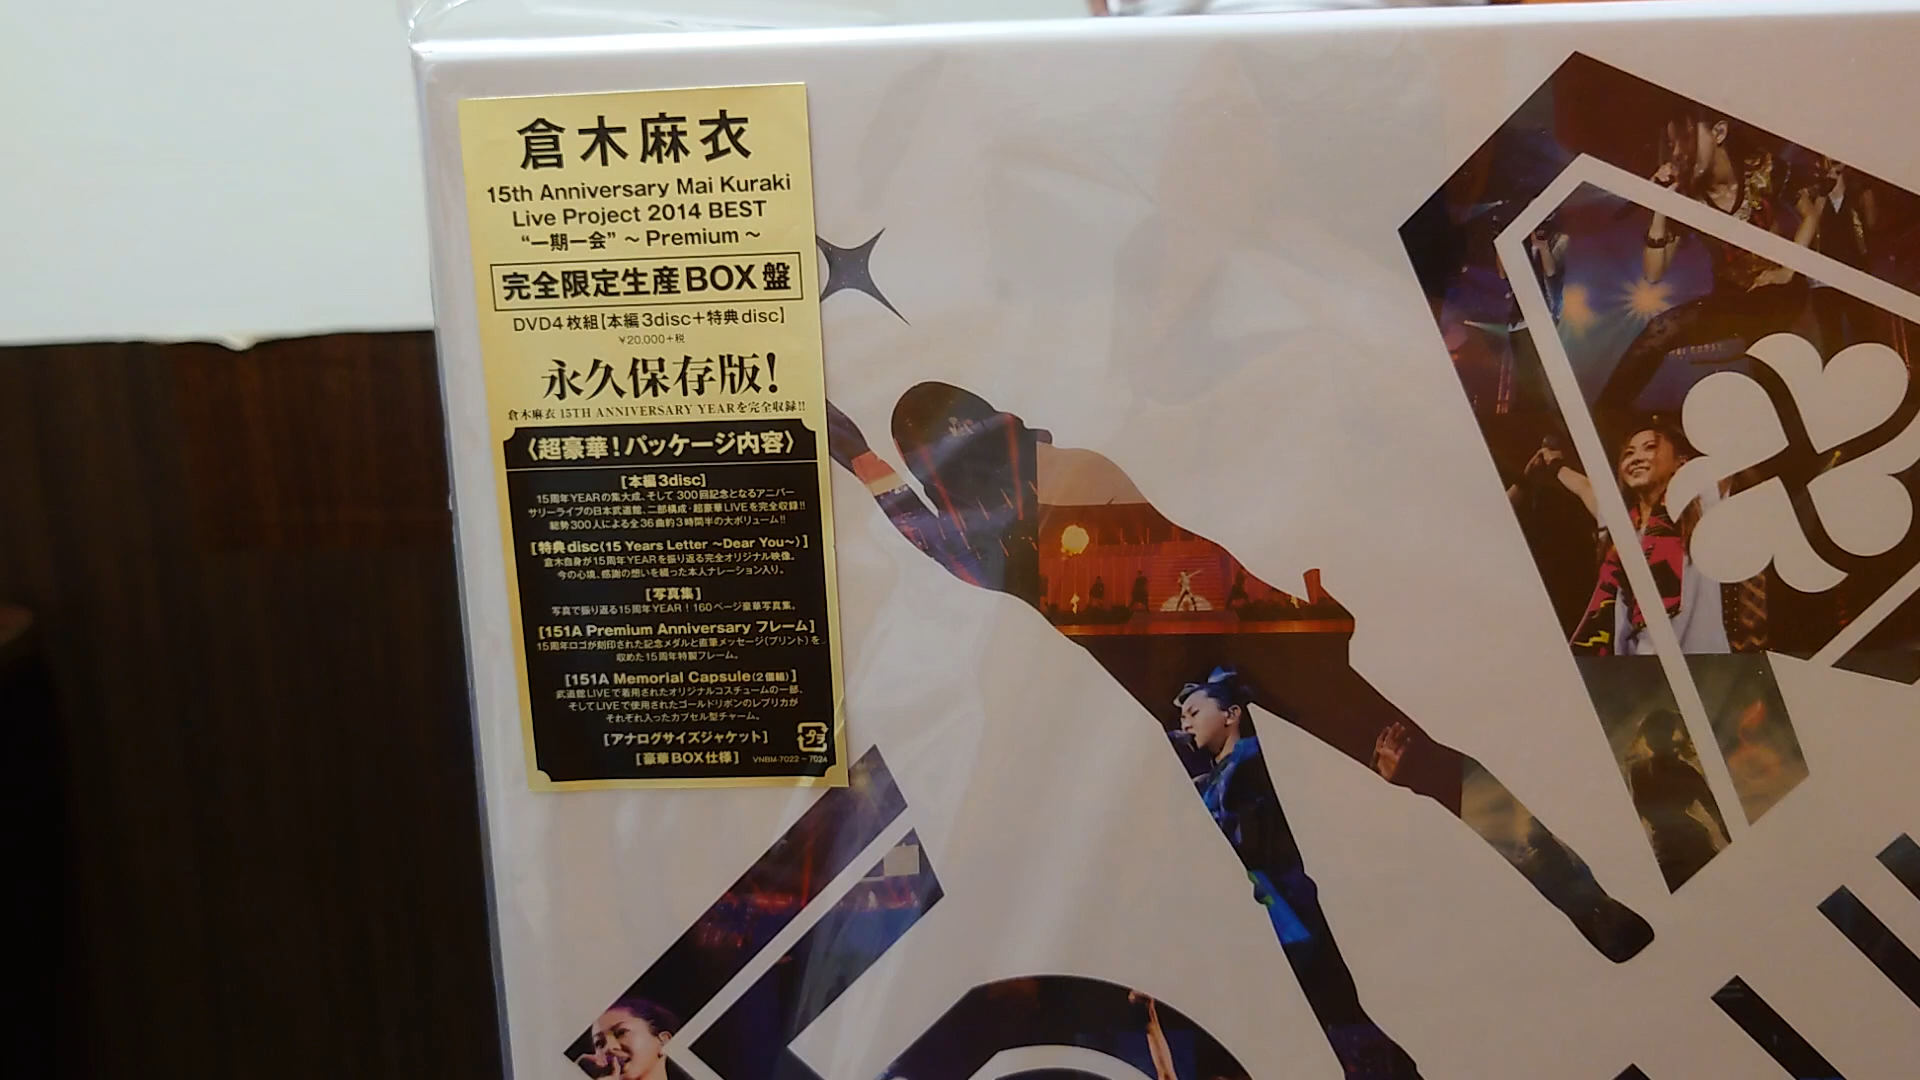 倉木麻衣
15th Anniversary Mai Kuraki
Live Project 2014 BEST
“一期一会” ～ Premium ～
完全限定生産BOX盤
DVD4枚組[本編3disc＋特典disc]
¥20,000+税
永久保存版！
倉木麻衣 15TH ANNIVERSARY YEARを完全収録!!
〈超豪華！パッケージ内容〉
[本編3disc]
15周年YEARの集大成、そして300回記念となるアニバー
サリーライブの日本武道館、二部構成・超豪華LIVEを完全収録!!
総勢300人による全36曲約3時間半の大ボリューム!!
[特典disc(15 Years Letter ～Dear You～)]
倉木自身が15周年YEARを振り返る完全オリジナル映像。
今の心境、感謝の想いを綴った本人ナレーション入り。
[写真集]
写真で振り返る15周年YEAR！160ページ豪華写真集。
[151A Premium Anniversary フレーム]
15周年ロゴが刻印された記念メダルと直筆メッセージ(プリント)を
収めた15周年特製フレーム。
[151A Memorial Capsule(2個組)]
武道館LIVEで着用されたオリジナルコスチュームの一部、
そしてLIVEで使用されたゴールドリボンのレプリカが
それぞれ入ったカプセル型チャーム。
[アナログサイズジャケット]
プラ
[豪華BOX仕様] VNBM-7022－7024